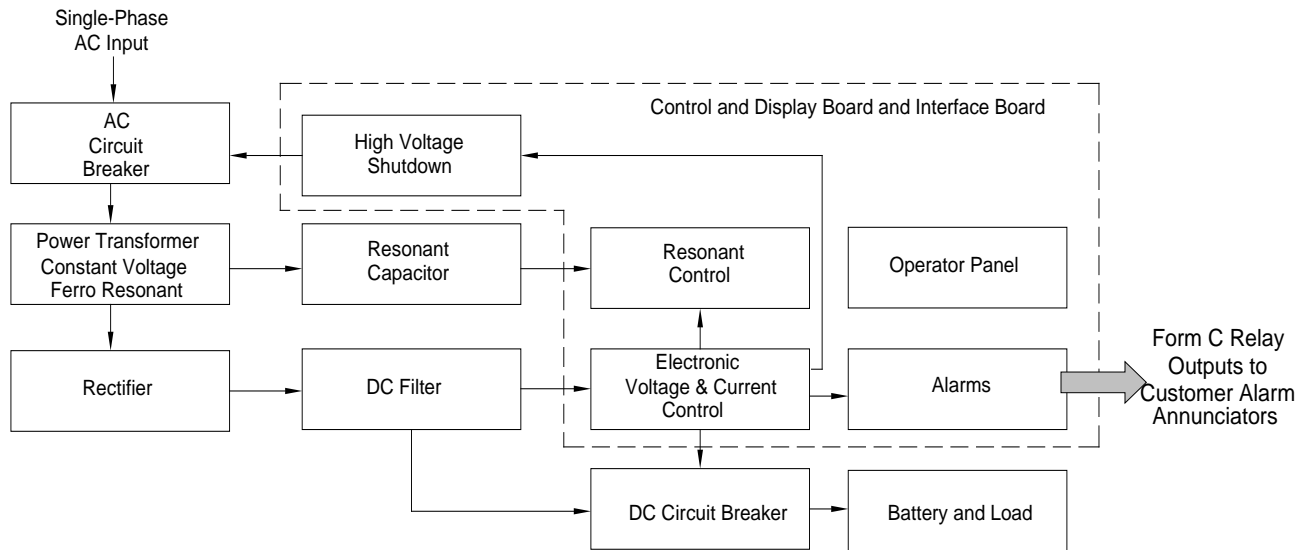 Single-Phase
AC Input
Control and Display Board and Interface Board
AC
Circuit
Breaker
High Voltage
Shutdown
Power Transformer
Constant Voltage
Ferro Resonant
Resonant
Capacitor
Resonant
Control
Operator Panel
Rectifier
DC Filter
Electronic
Voltage & Current
Control
Alarms
Form C Relay
Outputs to
Customer Alarm
Annunciators
DC Circuit Breaker
Battery and Load